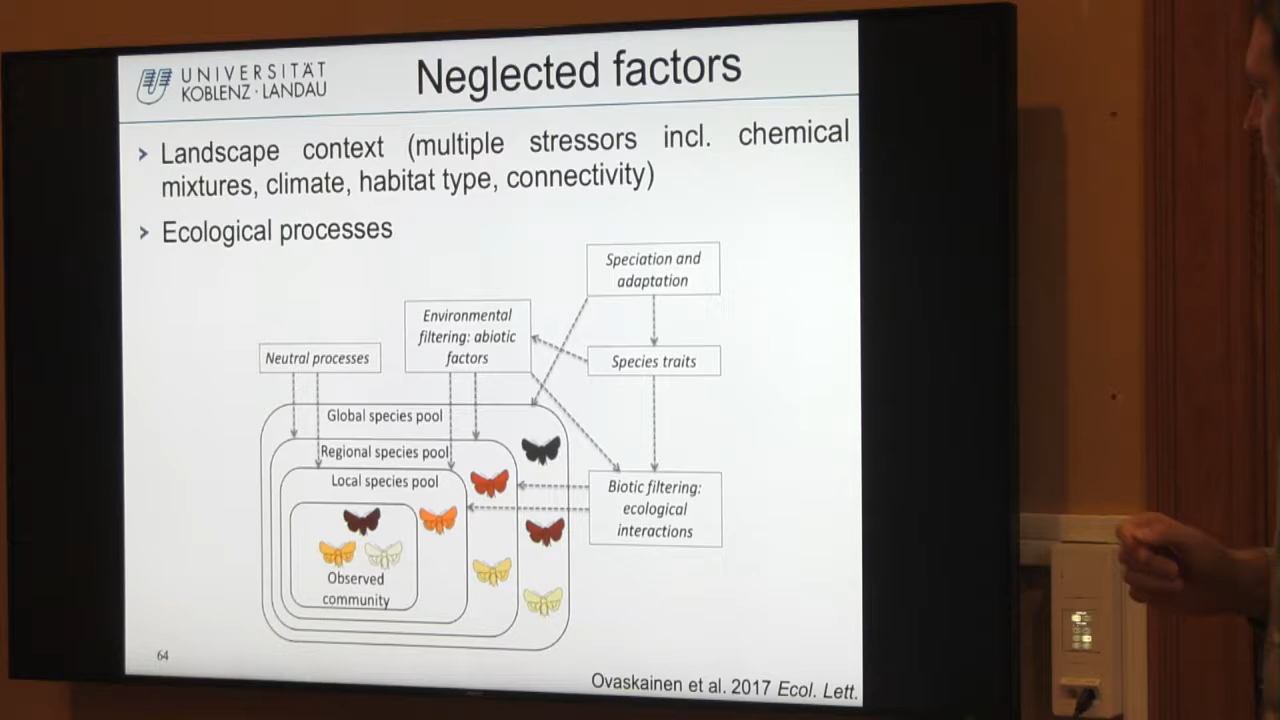 UNIVERSITÄT
KOBLENZ · LANDAU
Neglected factors
Landscape context (multiple stressors incl. chemical
mixtures, climate, habitat type, connectivity)
Ecological processes
Speciation and
adaptation
Environmental
filtering: abiotic
factors
Neutral processes
Species traits
Global species pool
Regional species pool
Local species pool
Biotic filtering:
ecological
interactions
Observed
community
64
Ovaskainen et al. 2017 Ecol. Lett.